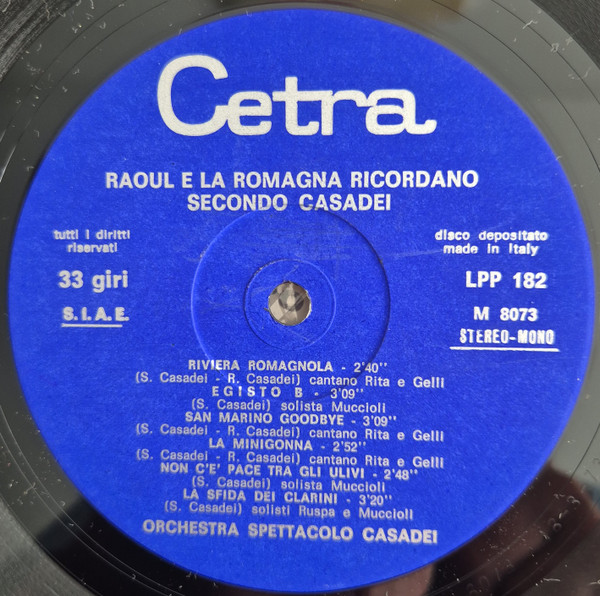 Cetra
RAOUL E LA ROMAGNA RICORDANO
SECONDO CASADEI
tutti i diritti
riservati
disco depositato
made in Italy
33 giri
LPP 182
S.I.A.E.
M 8073
STEREO-MONO
RIVIERA ROMAGNOLA - 2'40''
(S. Casadei - R. Casadei) cantano Rita e Gelli
EGISTO B - 3'09''
(S. Casadei) solista Muccioli
SAN MARINO GOODBYE - 3'09''
(S. Casadei - R. Casadei) cantano Rita e Gelli
LA MINIGONNA - 2'52''
(S. Casadei - R. Casadei) cantano Rita e Gelli
NON C'E' PACE TRA GLI ULIVI - 2'48''
(S. Casadei) solista Muccioli
LA SFIDA DEI CLARINI - 3'20''
(S. Casadei) solisti Ruspa e Muccioli
ORCHESTRA SPETTACOLO CASADEI